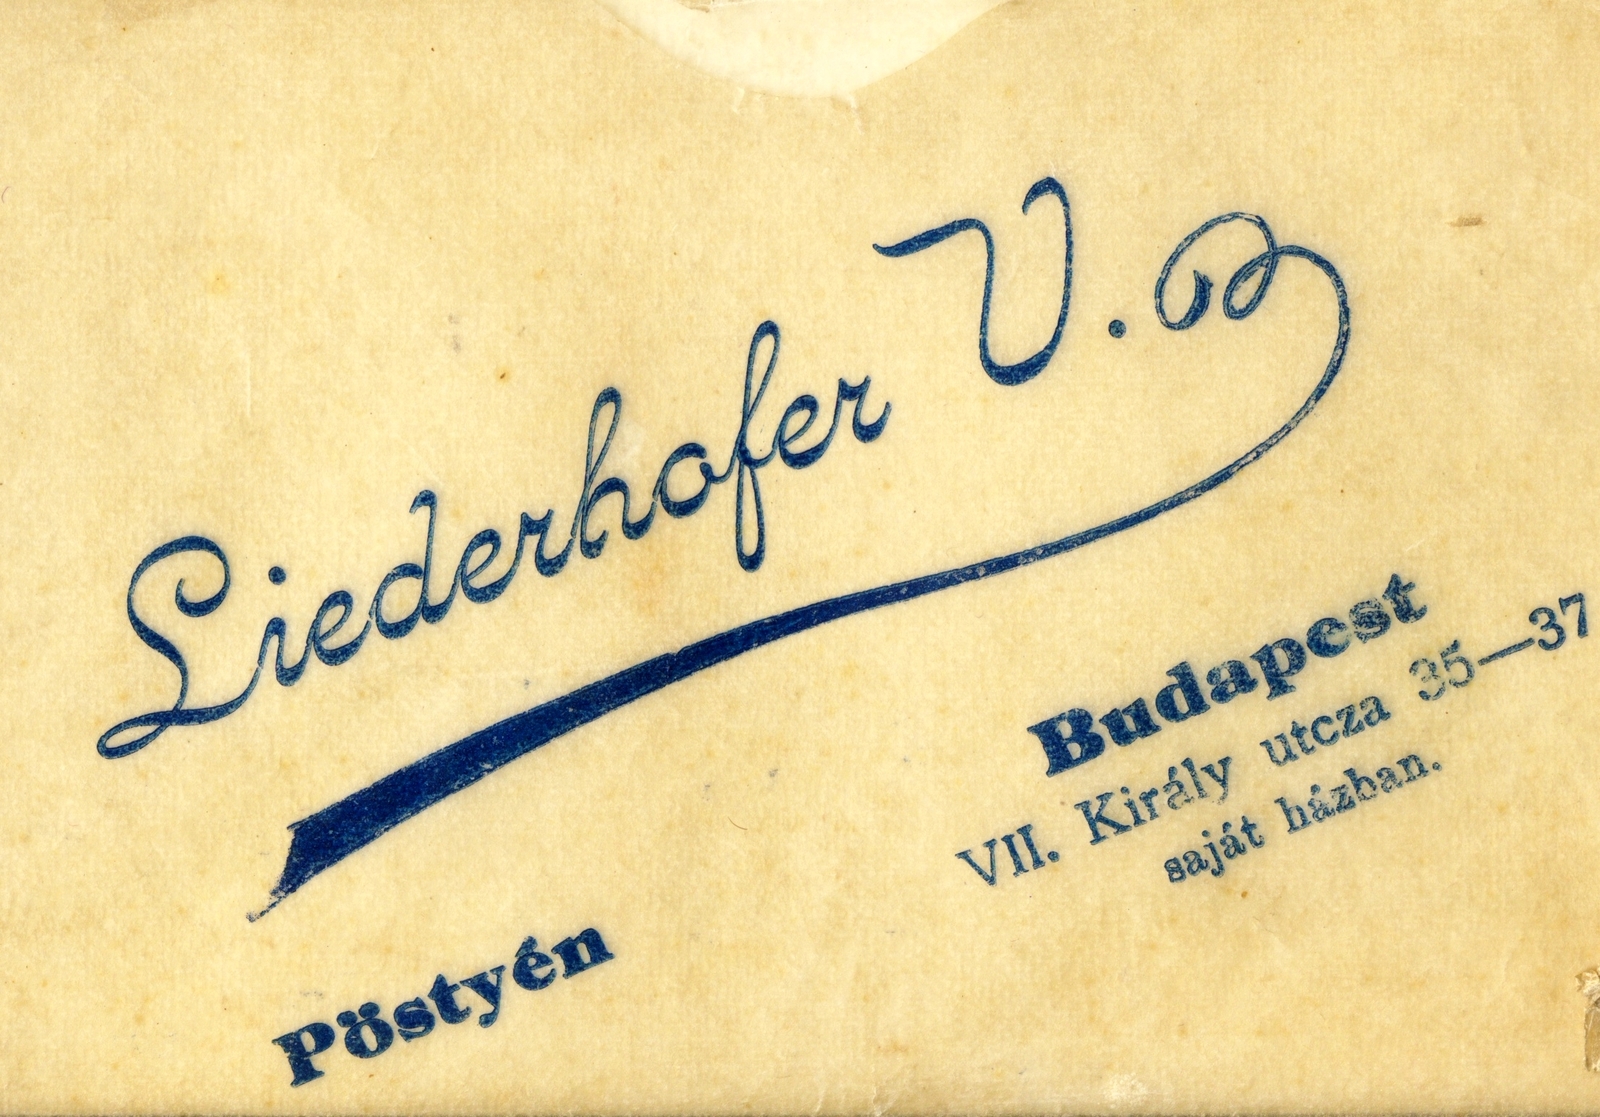 Liederhofer V.
Budapest
VII. Király utcza 35—37
saját házban.
Pöstyén